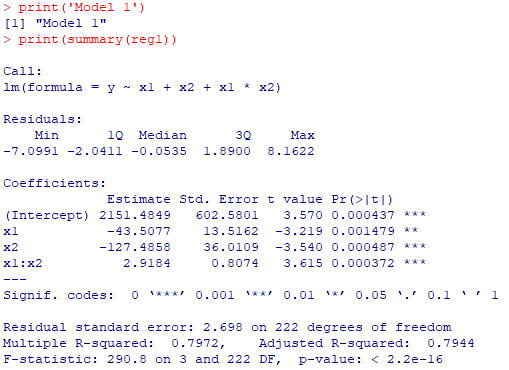 > print('Model 1')
[1] "Model 1"
> print(summary(reg1))
Call:
lm(formula = y ~ x1 + x2 + x1 * x2)
Residuals:
Min 1Q Median 3Q Max
-7.0991 -2.0411 -0.0535 1.8900 8.1622
Coefficients:
Estimate Std. Error t value Pr(>|t|)
(Intercept) 2151.4849 602.5801 3.570 0.000437 ***
x1 -43.5077 13.5162 -3.219 0.001479 **
x2 -127.4858 36.0109 -3.540 0.000487 ***
x1:x2 2.9184 0.8074 3.615 0.000372 ***
---
Signif. codes: 0 '***' 0.001 '**' 0.01 '*' 0.05 '.' 0.1 ' ' 1
Residual standard error: 2.698 on 222 degrees of freedom
Multiple R-squared: 0.7972, Adjusted R-squared: 0.7944
F-statistic: 290.8 on 3 and 222 DF, p-value: < 2.2e-16